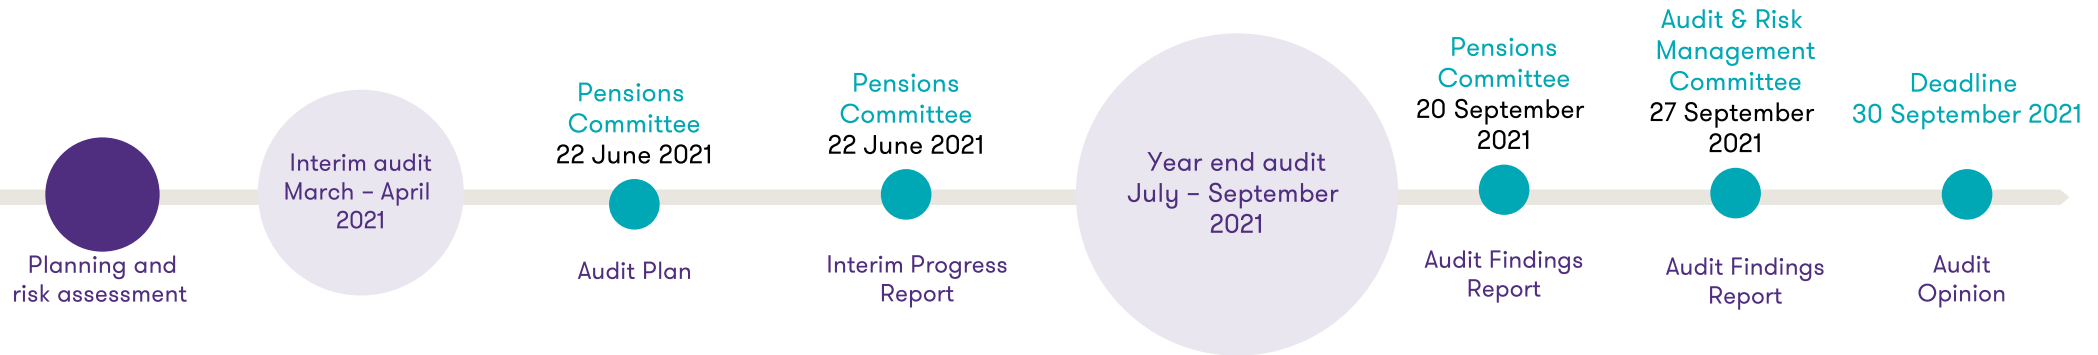 Planning and
risk assessment
Interim audit
March – April
2021
Pensions
Committee
22 June 2021
Audit Plan
Pensions
Committee
22 June 2021
Interim Progress
Report
Year end audit
July – September
2021
Pensions
Committee
20 September
2021
Audit Findings
Report
Audit & Risk
Management
Committee
27 September
2021
Audit Findings
Report
Deadline
30 September 2021
Audit
Opinion